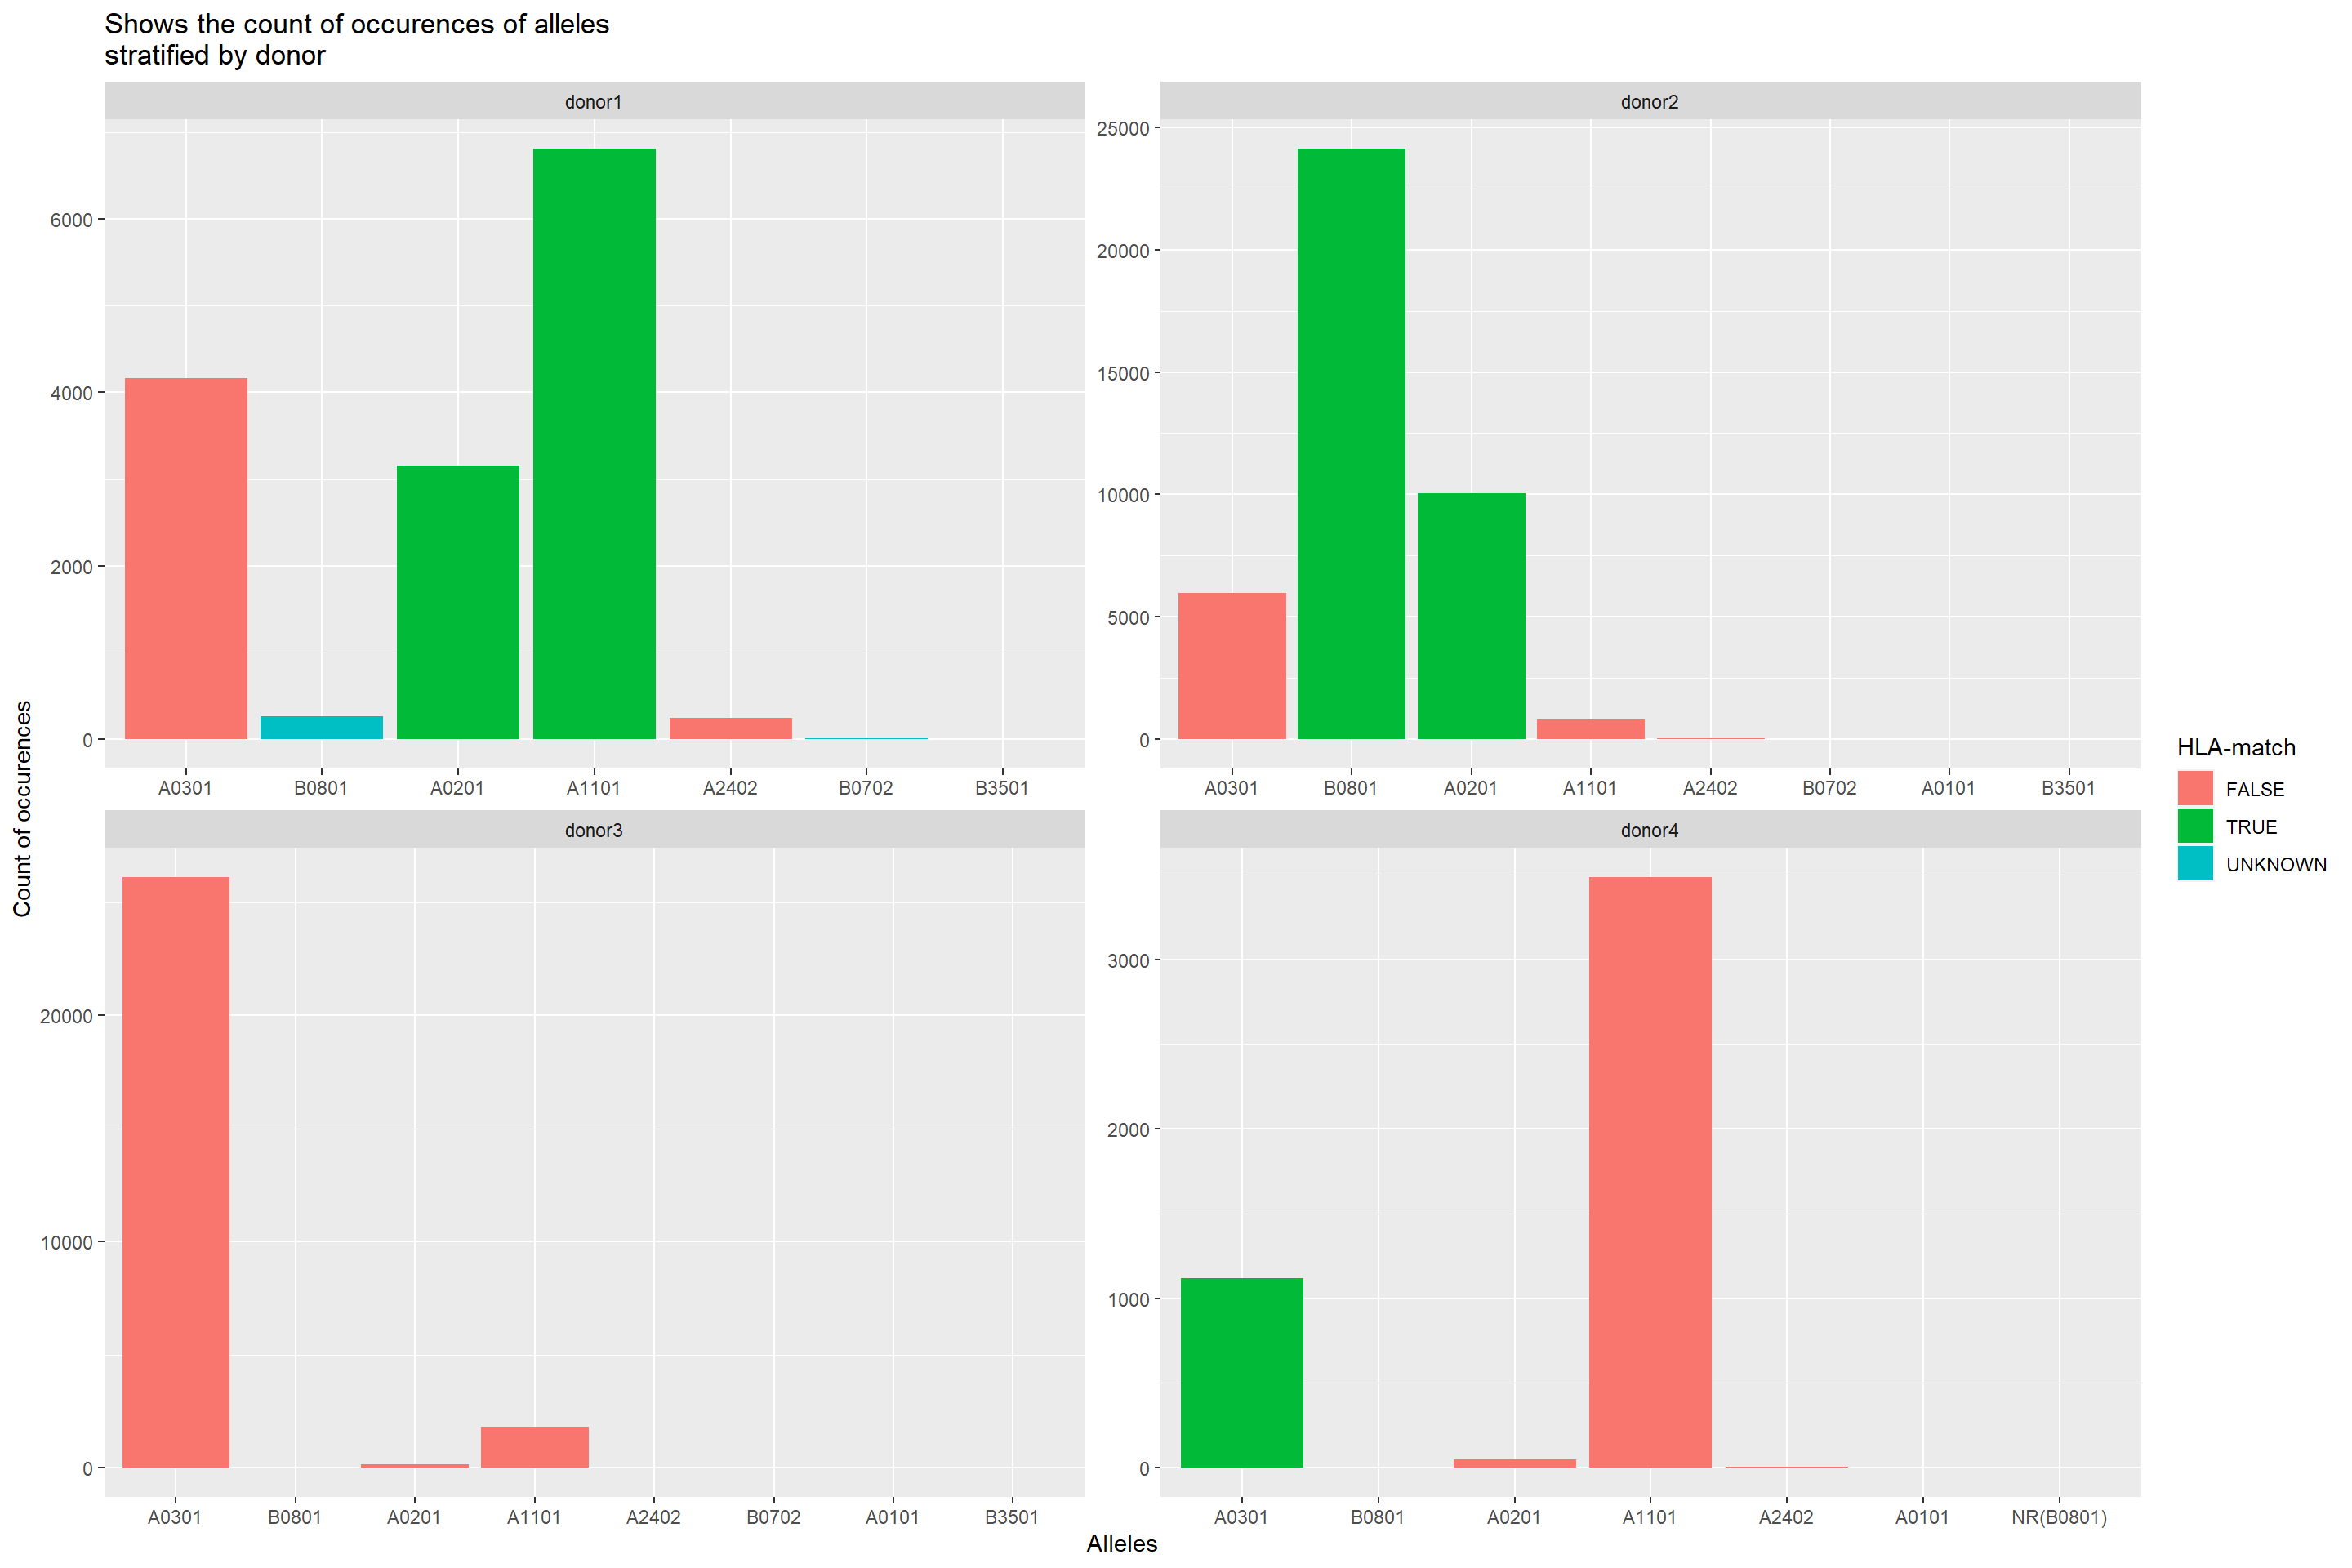 Shows the count of occurences of alleles
stratified by donor
donor1
6000
4000
2000
0
A0301 B0801 A0201 A1101 A2402 B0702 B3501
donor2
25000
20000
15000
10000
5000
0
A0301 B0801 A0201 A1101 A2402 B0702 A0101 B3501
Count of occurences
donor3
20000
10000
0
A0301 B0801 A0201 A1101 A2402 B0702 A0101 B3501
donor4
3000
2000
1000
0
A0301 B0801 A0201 A1101 A2402 A0101 NR(B0801)
Alleles
HLA-match
FALSE
TRUE
UNKNOWN